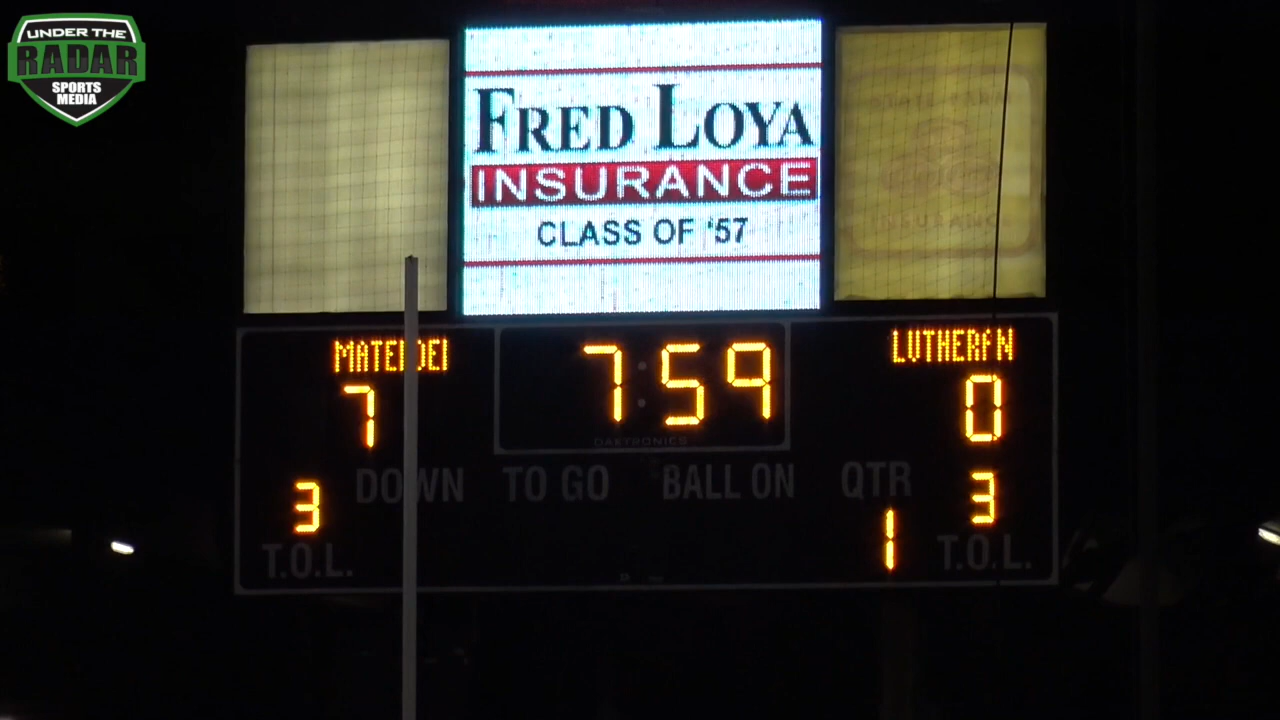 UNDER THE
RADAR
SPORTS
MEDIA
FRED LOYA
INSURANCE
CLASS OF '57
MATER DEI
7:59
LUTHERAN
7
0
DAKTRONICS
DOWN TO GO BALL ON QTR
3
3
1
T.O.L.
T.O.L.